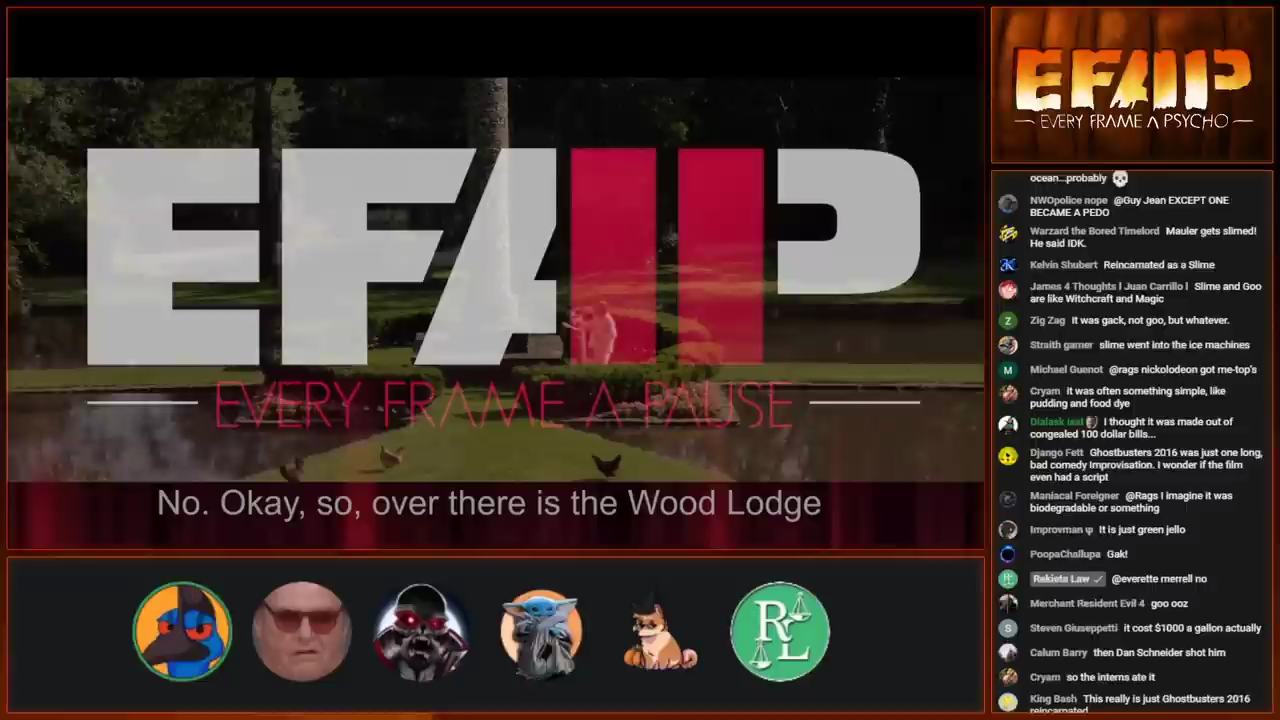 EFAP
EVERY FRAME A PAUSE
No. Okay, so, over there is the Wood Lodge
RL
EFAP
EVERY FRAME A PSYCHO
ocean...probably 💀
NWOpolice nope @Guy Jean EXCEPT ONE
BECAME A PEDO
Warzard the Bored Timelord Mauler gets slimed!
He said IDK.
Kelvin Shubert Reincarnated as a Slime
James 4 Thoughts l Juan Carrillo l Slime and Goo
are like Witchcraft and Magic
Z
Zig Zag It was gack, not goo, but whatever.
Straith gamer slime went into the ice machines
M
Michael Guenot @rags nickolodeon got me-top's
Cryam it was often something simple, like
pudding and food dye
I thought it was made out of
congealed 100 dollar bills...
Django Fett Ghostbusters 2016 was just one long,
bad comedy Improvisation. I wonder if the film
even had a script
Maniacal Foreigner @Rags I imagine it was
biodegradable or something
Improvman ψ It is just green jello
PoopaChallupa Gak!
RL
Rekieta Law ✓ @everette merrell no
Merchant Resident Evil 4 goo ooz
S
Steven Giuseppetti it cost $1000 a gallon actually
Calum Barry then Dan Schneider shot him
Cryam so the interns ate it
King Bash This really is just Ghostbusters 2016
reincarnated